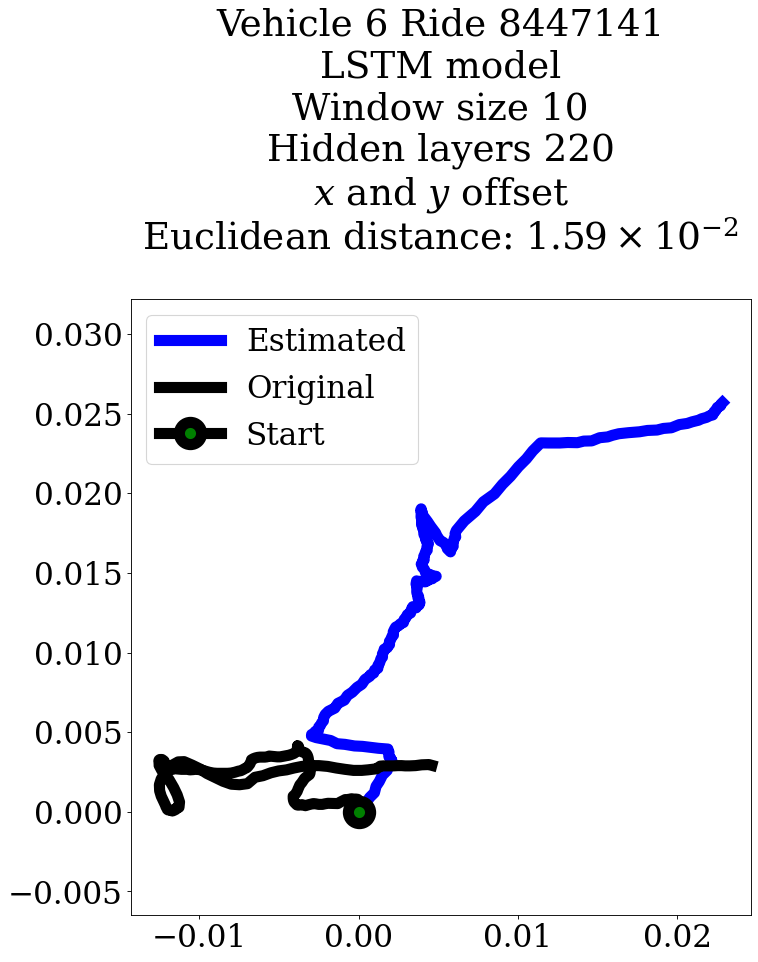 Vehicle 6 Ride 8447141
LSTM model
Window size 10
Hidden layers 220
x and y offset
Euclidean distance: 1.59 × 10⁻²
Estimated
Original
Start
0.030
0.025
0.020
0.015
0.010
0.005
0.000
−0.005
−0.01 0.00 0.01 0.02